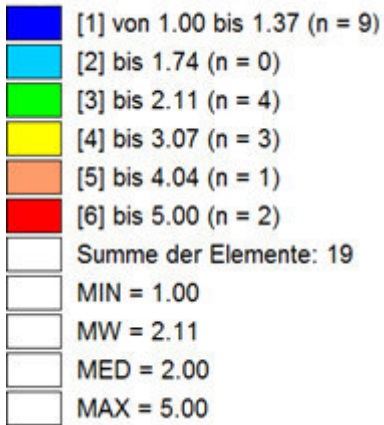 [1] von 1.00 bis 1.37 (n = 9)
[2] bis 1.74 (n = 0)
[3] bis 2.11 (n = 4)
[4] bis 3.07 (n = 3)
[5] bis 4.04 (n = 1)
[6] bis 5.00 (n = 2)
Summe der Elemente: 19
MIN = 1.00
MW = 2.11
MED = 2.00
MAX = 5.00